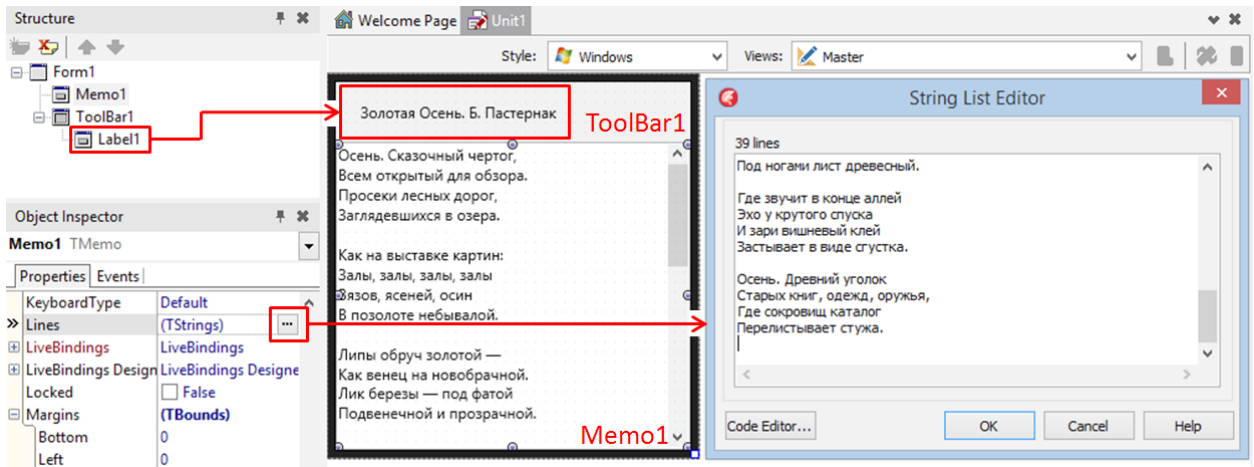 Structure
Form1
Memo1
ToolBar1
Label1
Object Inspector
Memo1 TMemo
Properties Events
KeyboardType Default
Lines (TStrings) ...
LiveBindings LiveBindings
LiveBindings Design LiveBindings Designe
Locked False
Margins (TBounds)
Bottom 0
Left 0
Welcome Page Unit1
Style: Windows Views: Master
Золотая Осень. Б. Пастернак
ToolBar1
Осень. Сказочный чертог,
Всем открытый для обзора.
Просеки лесных дорог,
Заглядевшихся в озера.
Как на выставке картин:
Залы, залы, залы, залы
Вязов, ясеней, осин
В позолоте небывалой.
Липы обруч золотой —
Как венец на новобрачной.
Лик березы — под фатой
Подвенечной и прозрачной.
Memo1
String List Editor
39 lines
Под ногами лист древесный.
Где звучит в конце аллей
Эхо у крутого спуска
И зари вишневый клей
Застывает в виде сгустка.
Осень. Древний уголок
Старых книг, одежд, оружья,
Где сокровищ каталог
Перелистывает стужа.
Code Editor... OK Cancel Help